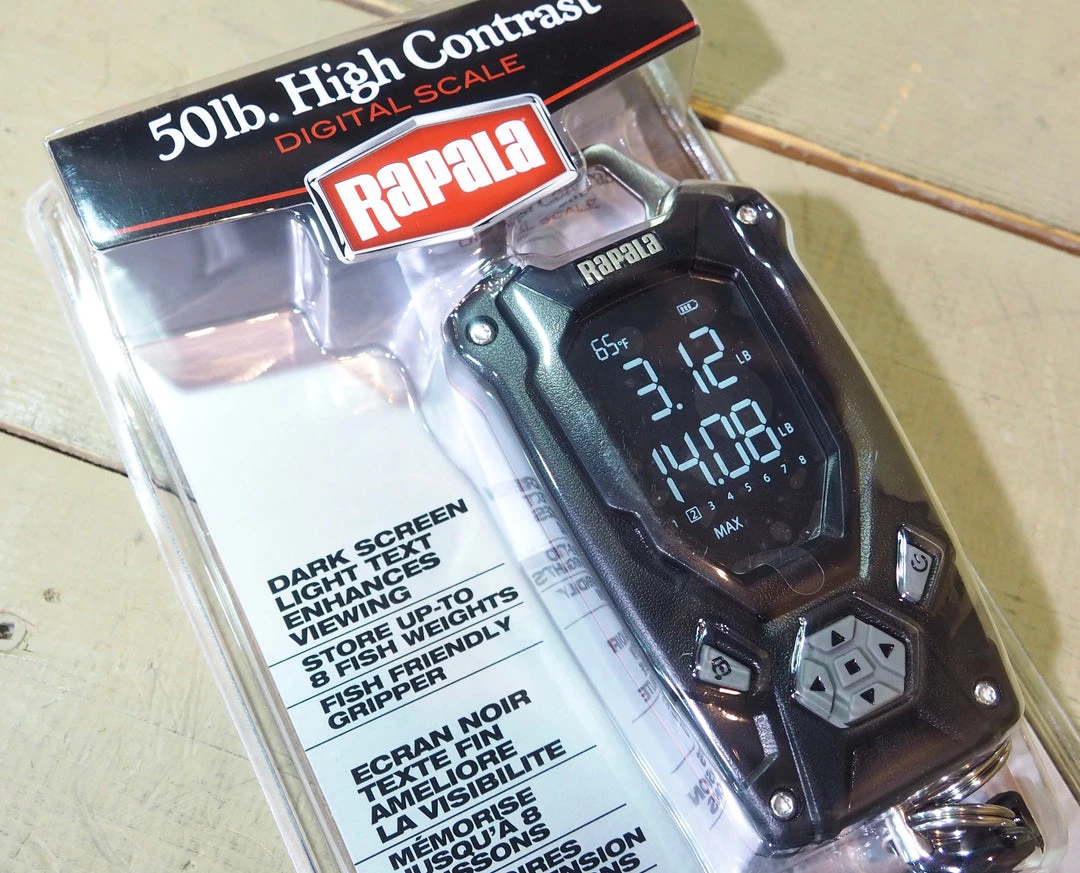 50lb. High Contrast
DIGITAL SCALE
Rapala
Rapala
65°F
3.12 LB
14.08 LB
1 2 3 4 5 6 7 8
MAX
DARK SCREEN
LIGHT TEXT
ENHANCES
VIEWING
STORE UP-TO
8 FISH WEIGHTS
FISH FRIENDLY
GRIPPER
ECRAN NOIR
TEXTE FIN
AMELIORE
LA VISIBILITE
MÉMORISE
JUSQU'A 8